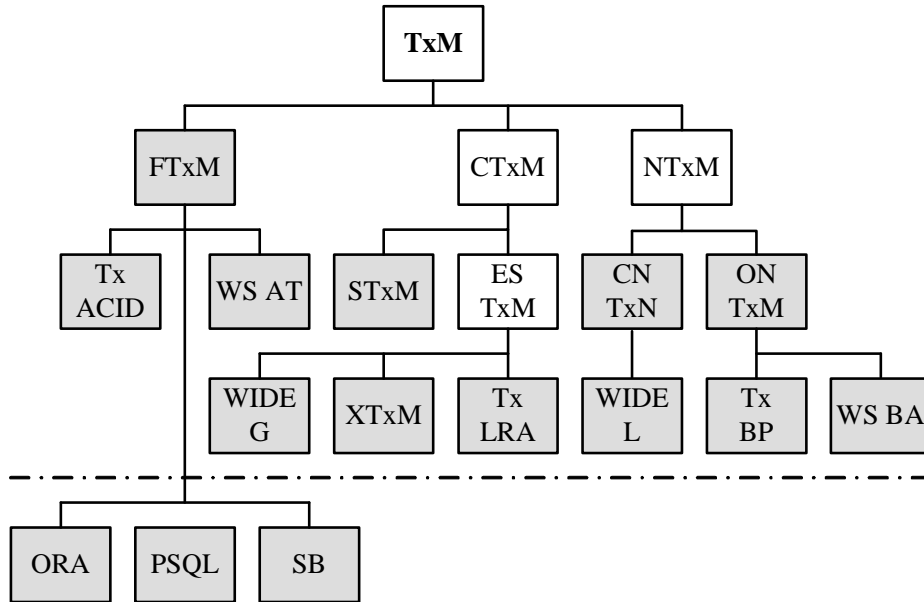 TxM
FTxM
CTxM
NTxM
Tx
ACID
WS AT
STxM
ES
TxM
CN
TxN
ON
TxM
WIDE
G
XTxM
Tx
LRA
WIDE
L
Tx
BP
WS BA
ORA
PSQL
SB